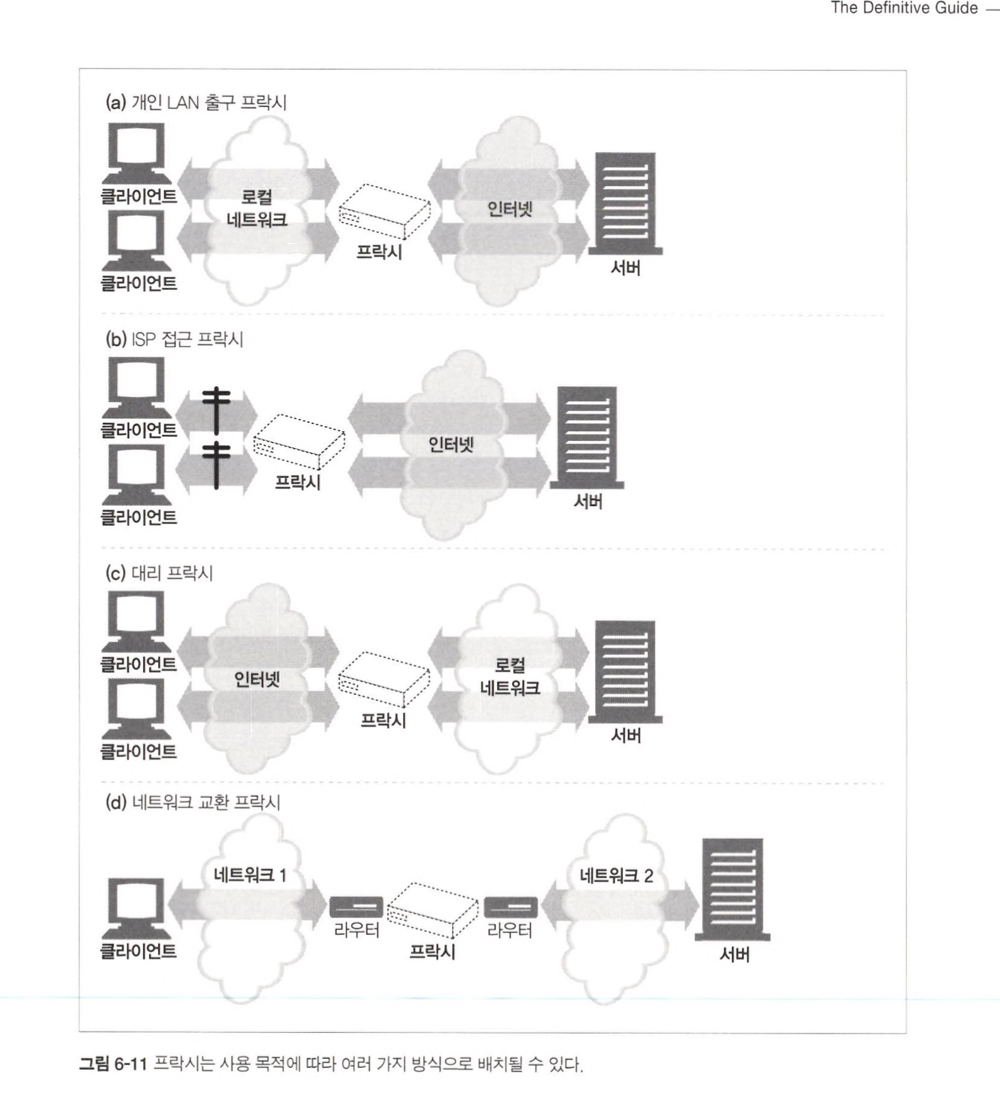 The Definitive Guide —
(a) 개인 LAN 출구 프락시
클라이언트
클라이언트
로컬
네트워크
프락시
인터넷
서버
(b) ISP 접근 프락시
클라이언트
클라이언트
프락시
인터넷
서버
(c) 대리 프락시
클라이언트
클라이언트
인터넷
프락시
로컬
네트워크
서버
(d) 네트워크 교환 프락시
클라이언트
네트워크 1
라우터
프락시
라우터
네트워크 2
서버
그림 6-11 프락시는 사용 목적에 따라 여러 가지 방식으로 배치될 수 있다.